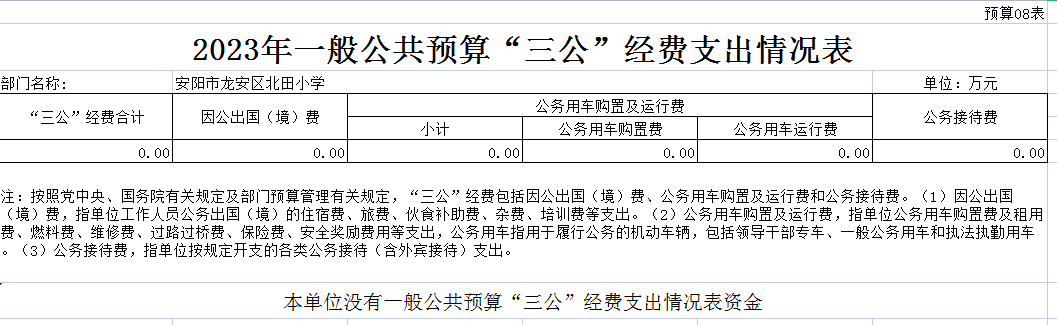 预算08表
2023年一般公共预算“三公”经费支出情况表
部门名称: 安阳市龙安区北田小学 单位：万元
“三公”经费合计 因公出国（境）费 公务用车购置及运行费 公务接待费
小计 公务用车购置费 公务用车运行费
0.00 0.00 0.00 0.00 0.00 0.00
注：按照党中央、国务院有关规定及部门预算管理有关规定，“三公”经费包括因公出国（境）费、公务用车购置及运行费和公务接待费。（1）因公出国
（境）费，指单位工作人员公务出国（境）的住宿费、旅费、伙食补助费、杂费、培训费等支出。（2）公务用车购置及运行费，指单位公务用车购置费及租用
费、燃料费、维修费、过路过桥费、保险费、安全奖励费用等支出，公务用车指用于履行公务的机动车辆，包括领导干部专车、一般公务用车和执法执勤用车
。（3）公务接待费，指单位按规定开支的各类公务接待（含外宾接待）支出。
本单位没有一般公共预算“三公”经费支出情况表资金